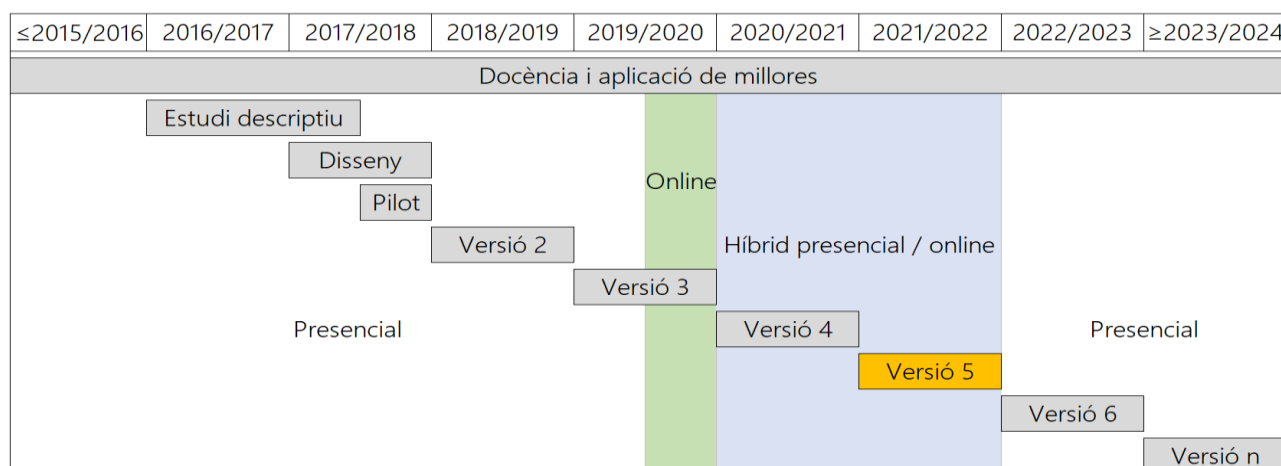 ≤2015/2016 2016/2017 2017/2018 2018/2019 2019/2020 2020/2021 2021/2022 2022/2023 ≥2023/2024
Docència i aplicació de millores
Estudi descriptiu
Disseny
Online
Pilot
Versió 2
Híbrid presencial / online
Versió 3
Presencial
Versió 4
Presencial
Versió 5
Versió 6
Versió n